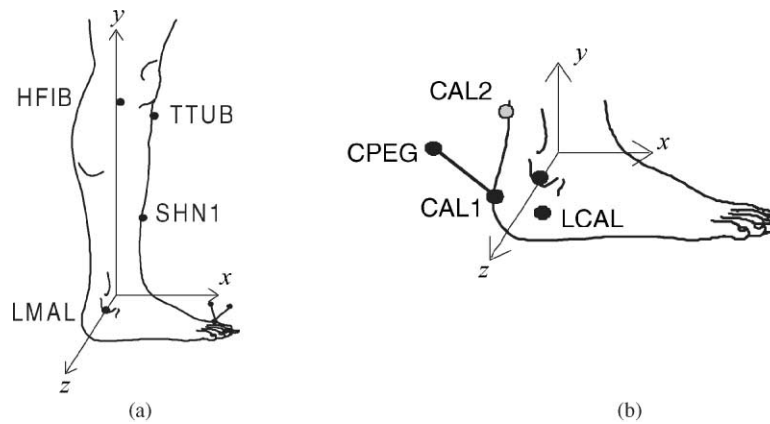 y
HFIB
TTUB
SHN1
x
LMAL
z
(a)
y
CAL2
x
CPEG
CAL1
LCAL
z
(b)